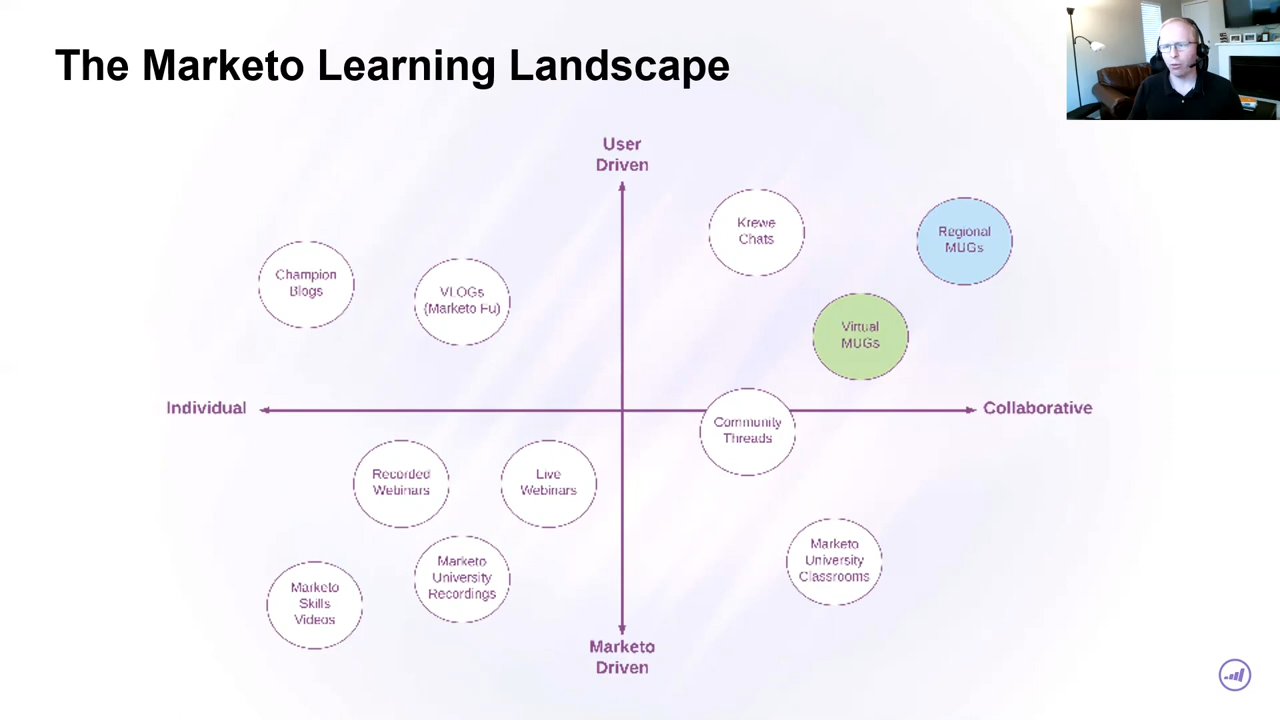 The Marketo Learning Landscape
User
Driven
Krewe
Chats
Regional
MUGs
Champion
Blogs
VLOGs
(Marketo Fu)
Virtual
MUGs
Individual
Collaborative
Community
Threads
Recorded
Webinars
Live
Webinars
Marketo
University
Classrooms
Marketo
University
Recordings
Marketo
Skills
Videos
Marketo
Driven